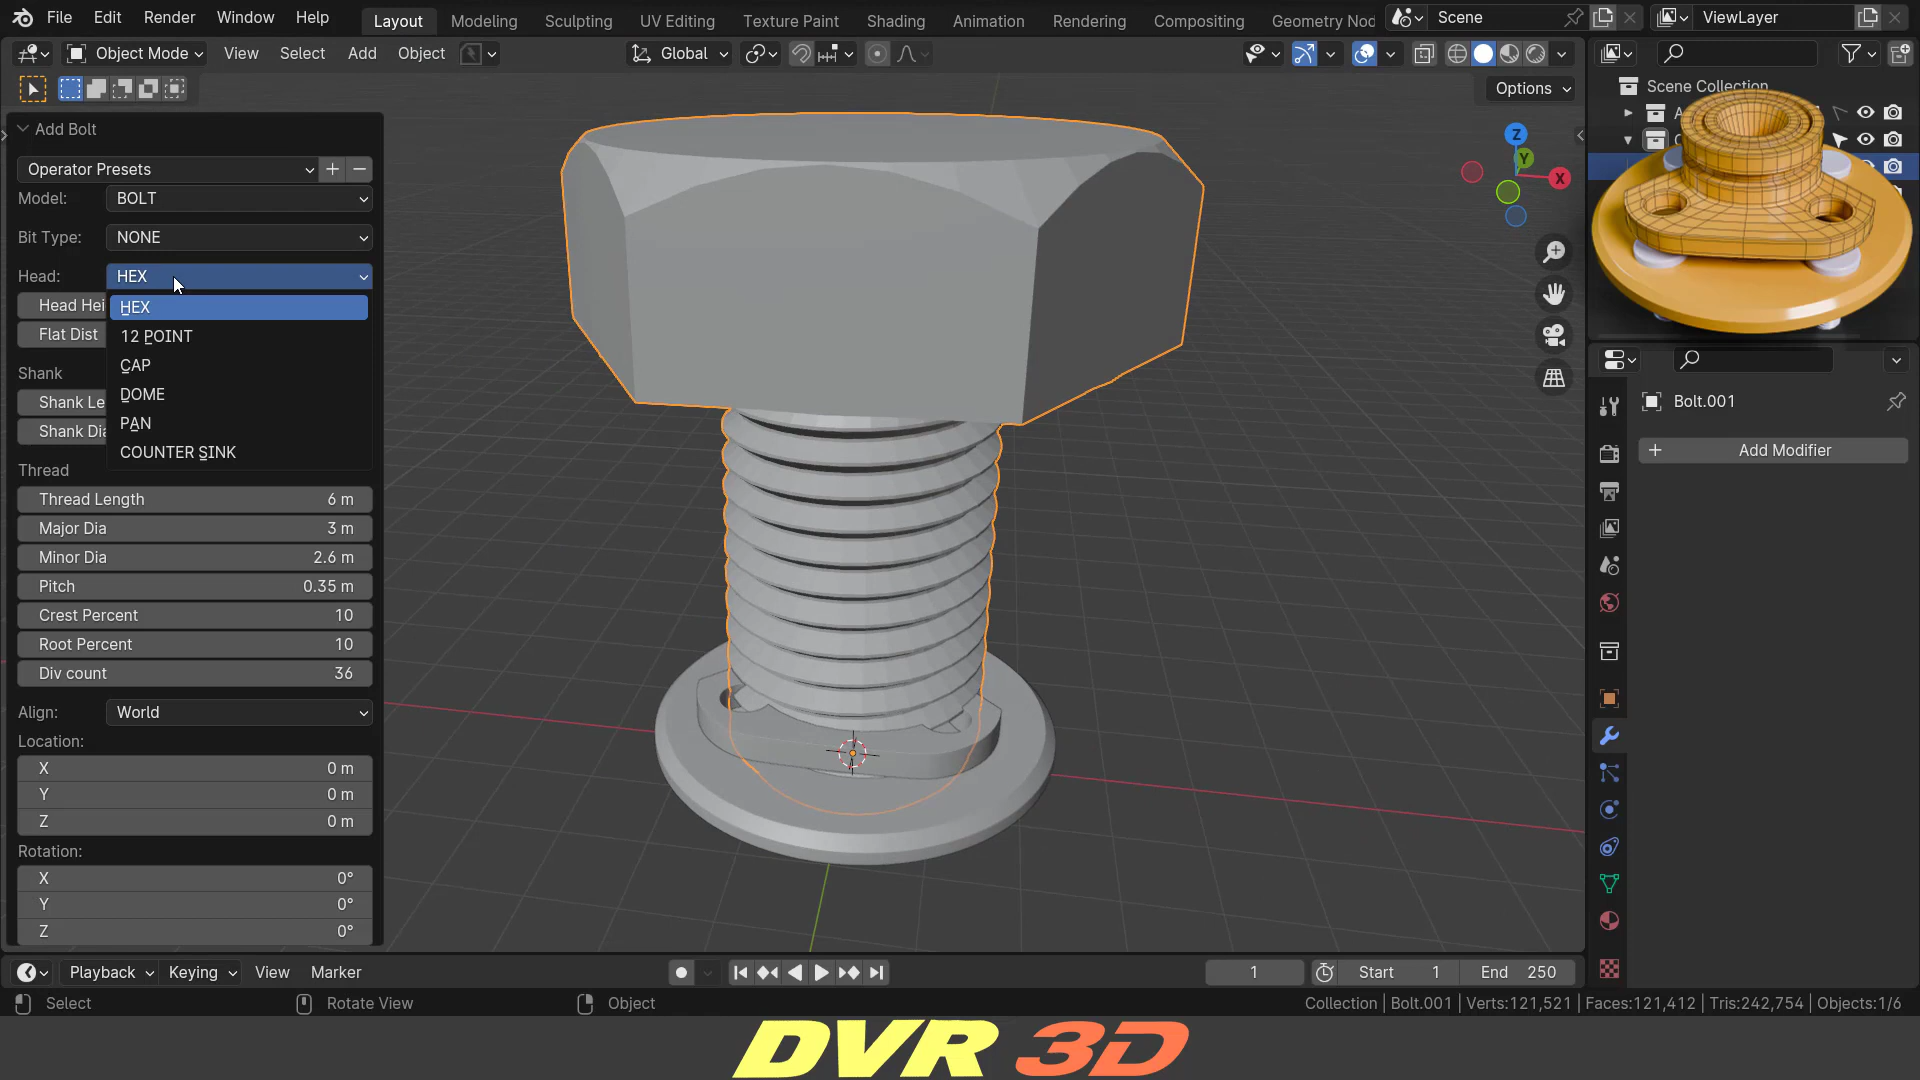 File Edit Render Window Help Layout Modeling Sculpting UV Editing Texture Paint Shading Animation Rendering Compositing Geometry Nod Scene ViewLayer
Object Mode View Select Add Object Global
Options
Scene Collection
Add Bolt
Operator Presets
Model: BOLT
Bit Type: NONE
Head: HEX
HEX
12 POINT
CAP
DOME
PAN
COUNTER SINK
Head Hei
Flat Dist
Shank
Shank Le
Shank Dia
Thread
Thread Length 6 m
Major Dia 3 m
Minor Dia 2.6 m
Pitch 0.35 m
Crest Percent 10
Root Percent 10
Div count 36
Align: World
Location:
X 0 m
Y 0 m
Z 0 m
Rotation:
X 0°
Y 0°
Z 0°
Z
Y
X
Bolt.001
Add Modifier
Playback Keying View Marker 1 Start 1 End 250
Select Rotate View Object Collection | Bolt.001 | Verts:121,521 | Faces:121,412 | Tris:242,754 | Objects:1/6
DVR 3D